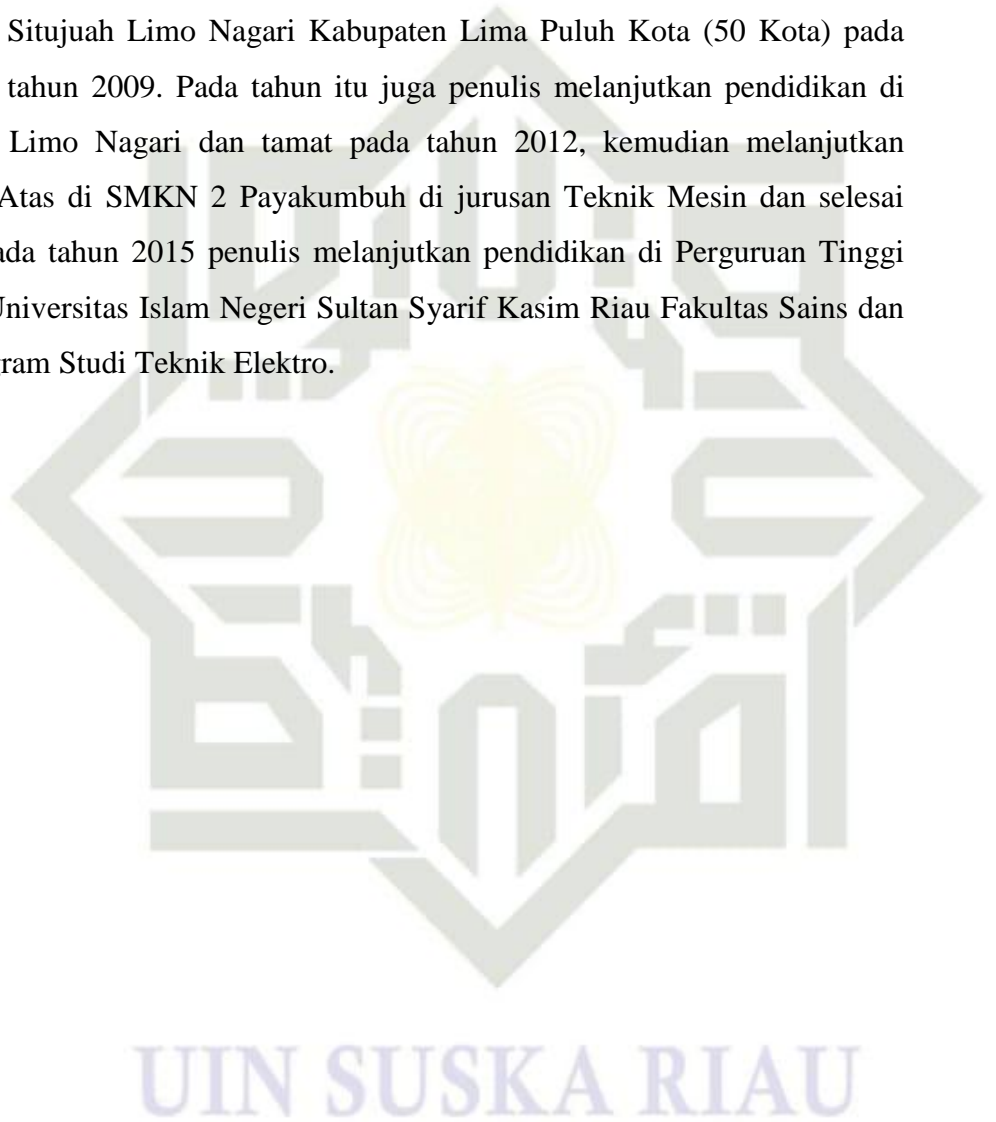 Situjuah Limo Nagari Kabupaten Lima Puluh Kota (50 Kota) pada
tahun 2009. Pada tahun itu juga penulis melanjutkan pendidikan di
Limo Nagari dan tamat pada tahun 2012, kemudian melanjutkan
Atas di SMKN 2 Payakumbuh di jurusan Teknik Mesin dan selesai
ada tahun 2015 penulis melanjutkan pendidikan di Perguruan Tinggi
Universitas Islam Negeri Sultan Syarif Kasim Riau Fakultas Sains dan
gram Studi Teknik Elektro.
UIN SUSKA RIAU